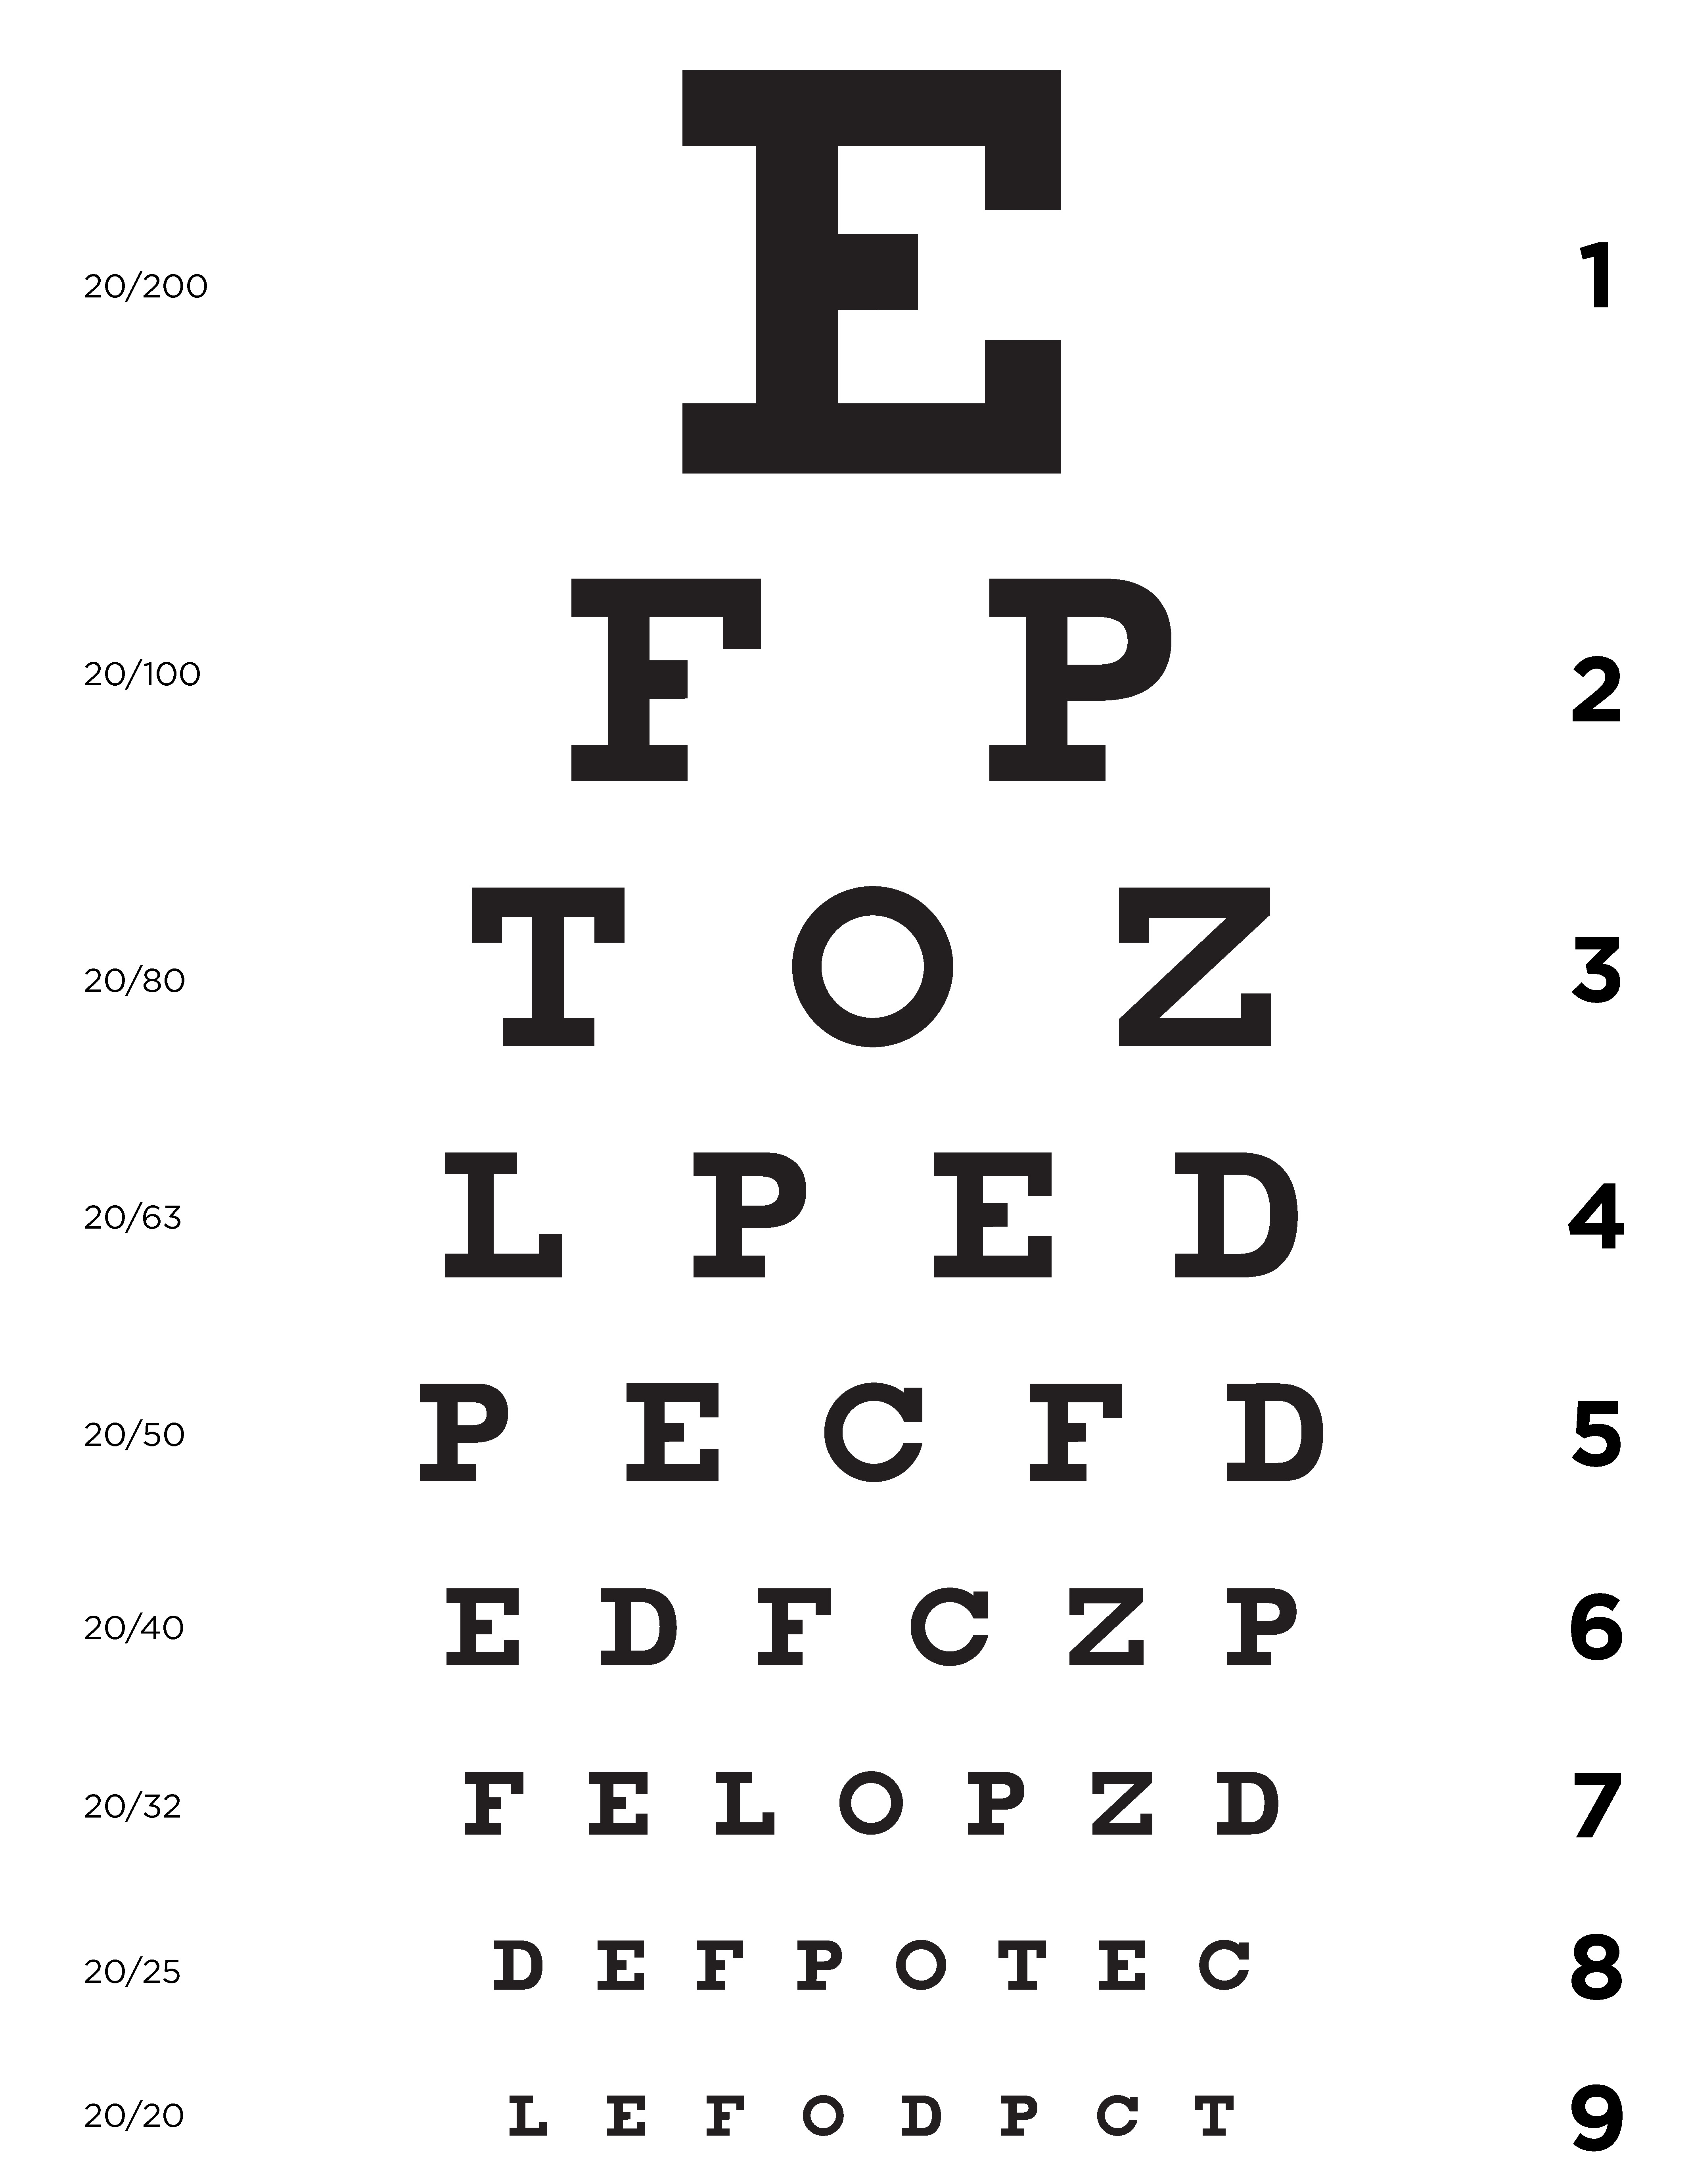 20/200 E 1
20/100 F P 2
20/80 T O Z 3
20/63 L P E D 4
20/50 P E C F D 5
20/40 E D F C Z P 6
20/32 F E L O P Z D 7
20/25 D E F P O T E C 8
20/20 L E F O D P C T 9